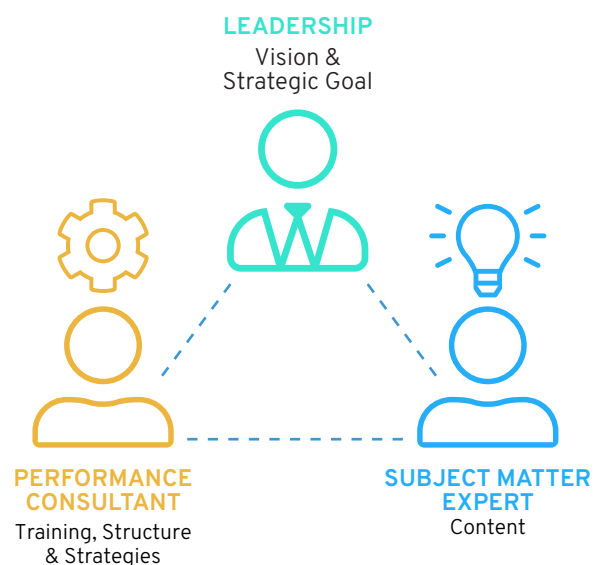 LEADERSHIP
Vision &
Strategic Goal
PERFORMANCE
CONSULTANT
Training, Structure
& Strategies
SUBJECT MATTER
EXPERT
Content